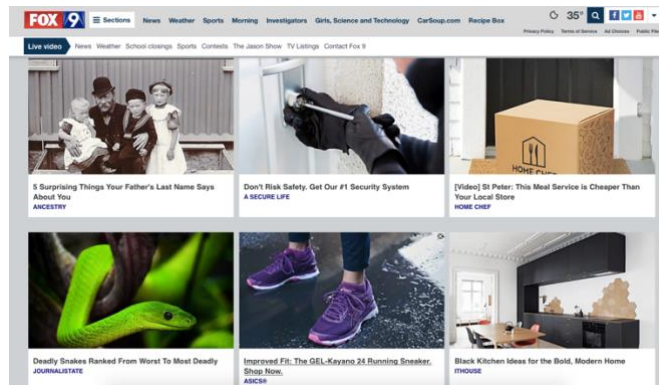 FOX 9 Sections News Weather Sports Morning Investigators Girls, Science and Technology CarSoup.com Recipe Box 35°
Privacy Policy Terms of Service Ad Choices Public File
Live video News Weather School closings Sports Contests The Jason Show TV Listings Contact Fox 9
HOME CHEF
5 Surprising Things Your Father's Last Name Says
About You
ANCESTRY
Don't Risk Safety. Get Our #1 Security System
A SECURE LIFE
[Video] St Peter: This Meal Service is Cheaper Than
Your Local Store
HOME CHEF
Deadly Snakes Ranked From Worst To Most Deadly
JOURNALISTATE
Improved Fit: The GEL-Kayano 24 Running Sneaker.
Shop Now.
ASICS®
Black Kitchen Ideas for the Bold, Modern Home
ITHOUSE